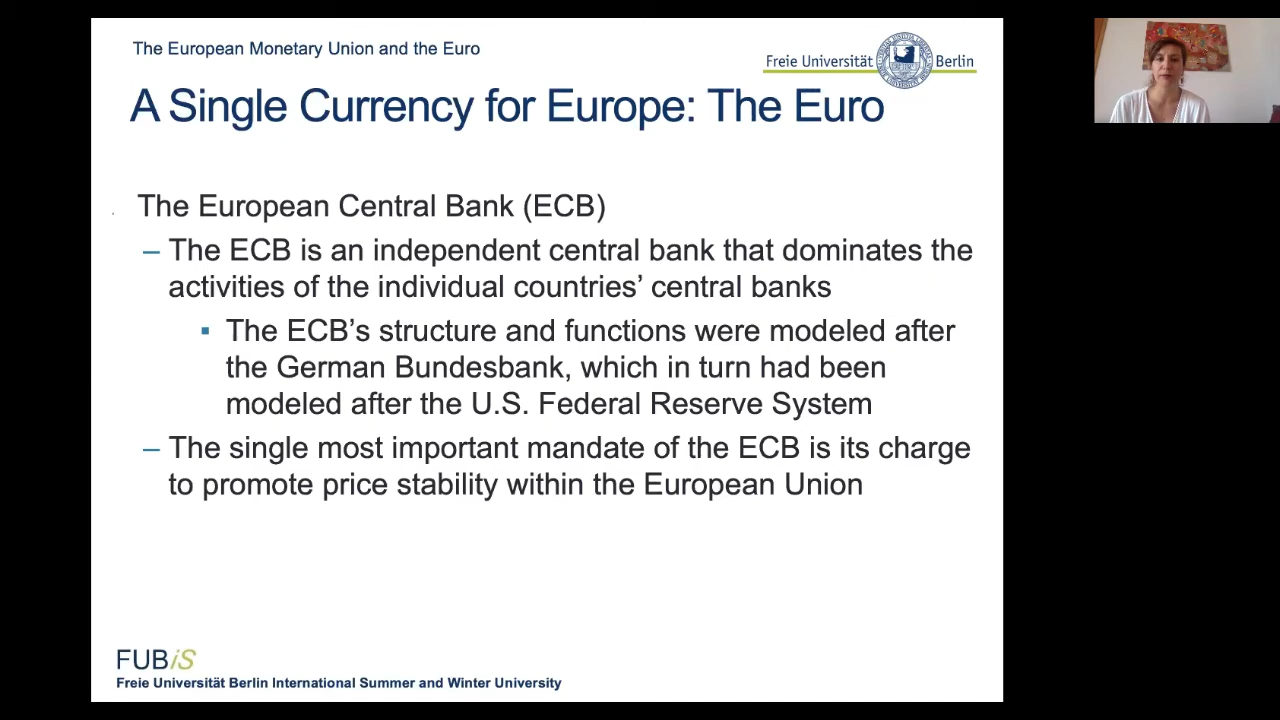 The European Monetary Union and the Euro
Freie Universität Berlin
A Single Currency for Europe: The Euro
The European Central Bank (ECB)
– The ECB is an independent central bank that dominates the
activities of the individual countries’ central banks
▪ The ECB’s structure and functions were modeled after
the German Bundesbank, which in turn had been
modeled after the U.S. Federal Reserve System
– The single most important mandate of the ECB is its charge
to promote price stability within the European Union
FUBiS
Freie Universität Berlin International Summer and Winter University